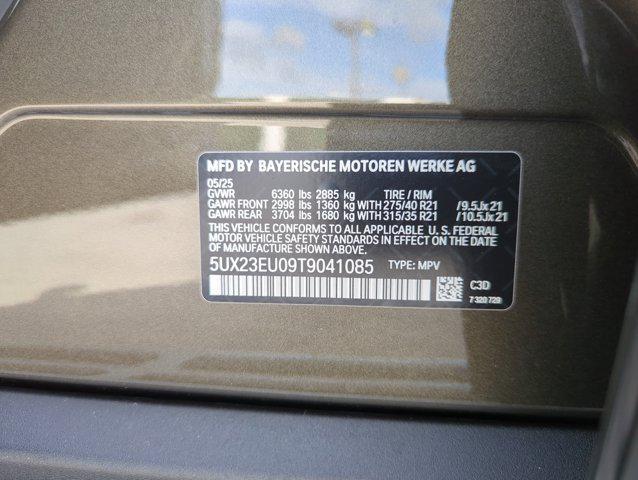 MFD BY BAYERISCHE MOTOREN WERKE AG
05/25
GVWR 6360 lbs 2885 kg TIRE / RIM
GAWR FRONT 2998 lbs 1360 kg WITH 275/40 R21 /9.5Jx21
GAWR REAR 3704 lbs 1680 kg WITH 315/35 R21 /10.5Jx21
THIS VEHICLE CONFORMS TO ALL APPLICABLE U. S. FEDERAL
MOTOR VEHICLE SAFETY STANDARDS IN EFFECT ON THE DATE
OF MANUFACTURE SHOWN ABOVE.
5UX23EU09T9041085 TYPE: MPV
C3D
7 320 729